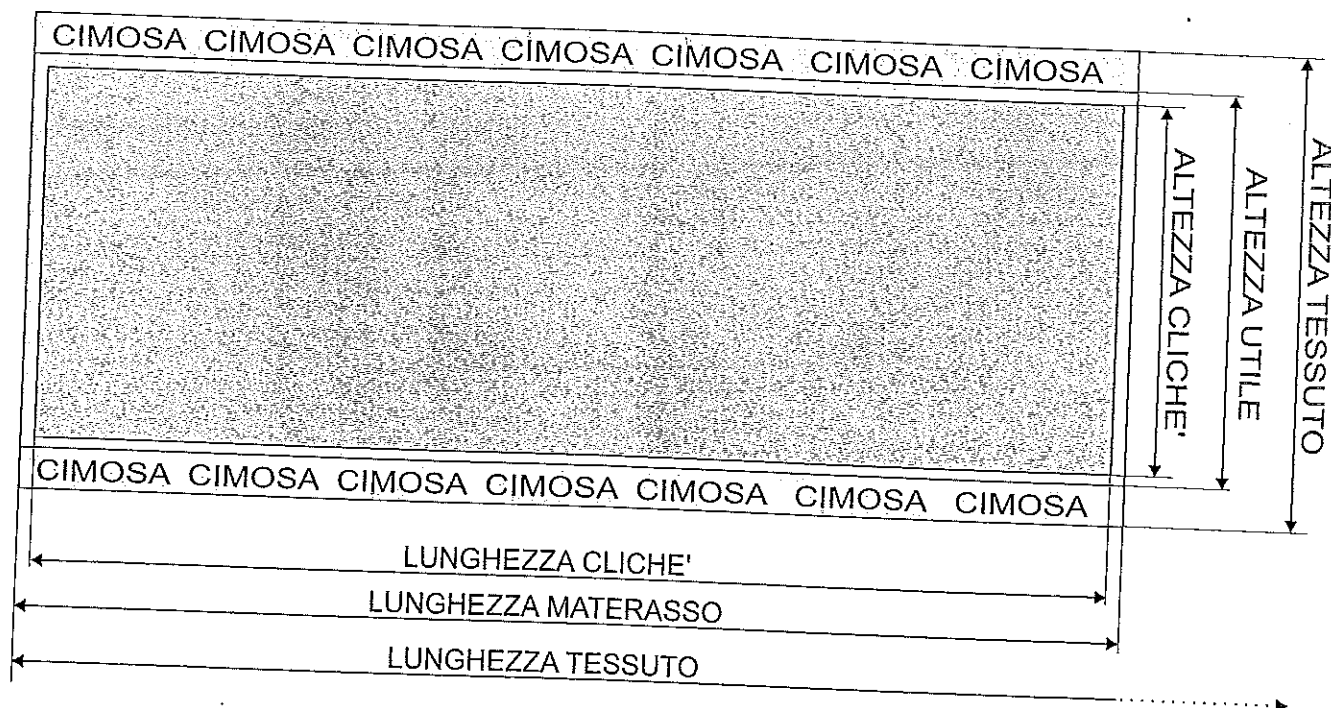 CIMOSA CIMOSA CIMOSA CIMOSA CIMOSA CIMOSA CIMOSA
ALTEZZA CLICHE'
ALTEZZA UTILE
ALTEZZA TESSUTO
CIMOSA CIMOSA CIMOSA CIMOSA CIMOSA CIMOSA CIMOSA
LUNGHEZZA CLICHE'
LUNGHEZZA MATERASSO
LUNGHEZZA TESSUTO